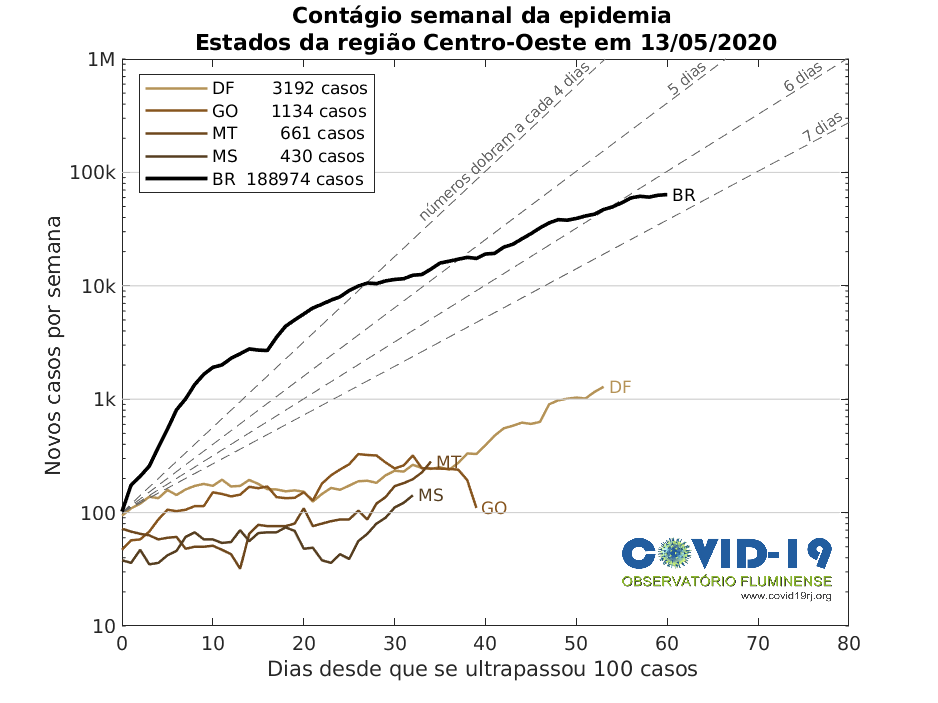 Contágio semanal da epidemia
Estados da região Centro-Oeste em 13/05/2020
Novos casos por semana
1M
100k
10k
1k
100
10
DF 3192 casos
GO 1134 casos
MT 661 casos
MS 430 casos
BR 188974 casos
números dobram a cada 4 dias
5 dias
6 dias
7 dias
BR
DF
MT
MS
GO
COVID-19
OBSERVATÓRIO FLUMINENSE
www.covid19rj.org
0 10 20 30 40 50 60 70 80
Dias desde que se ultrapassou 100 casos